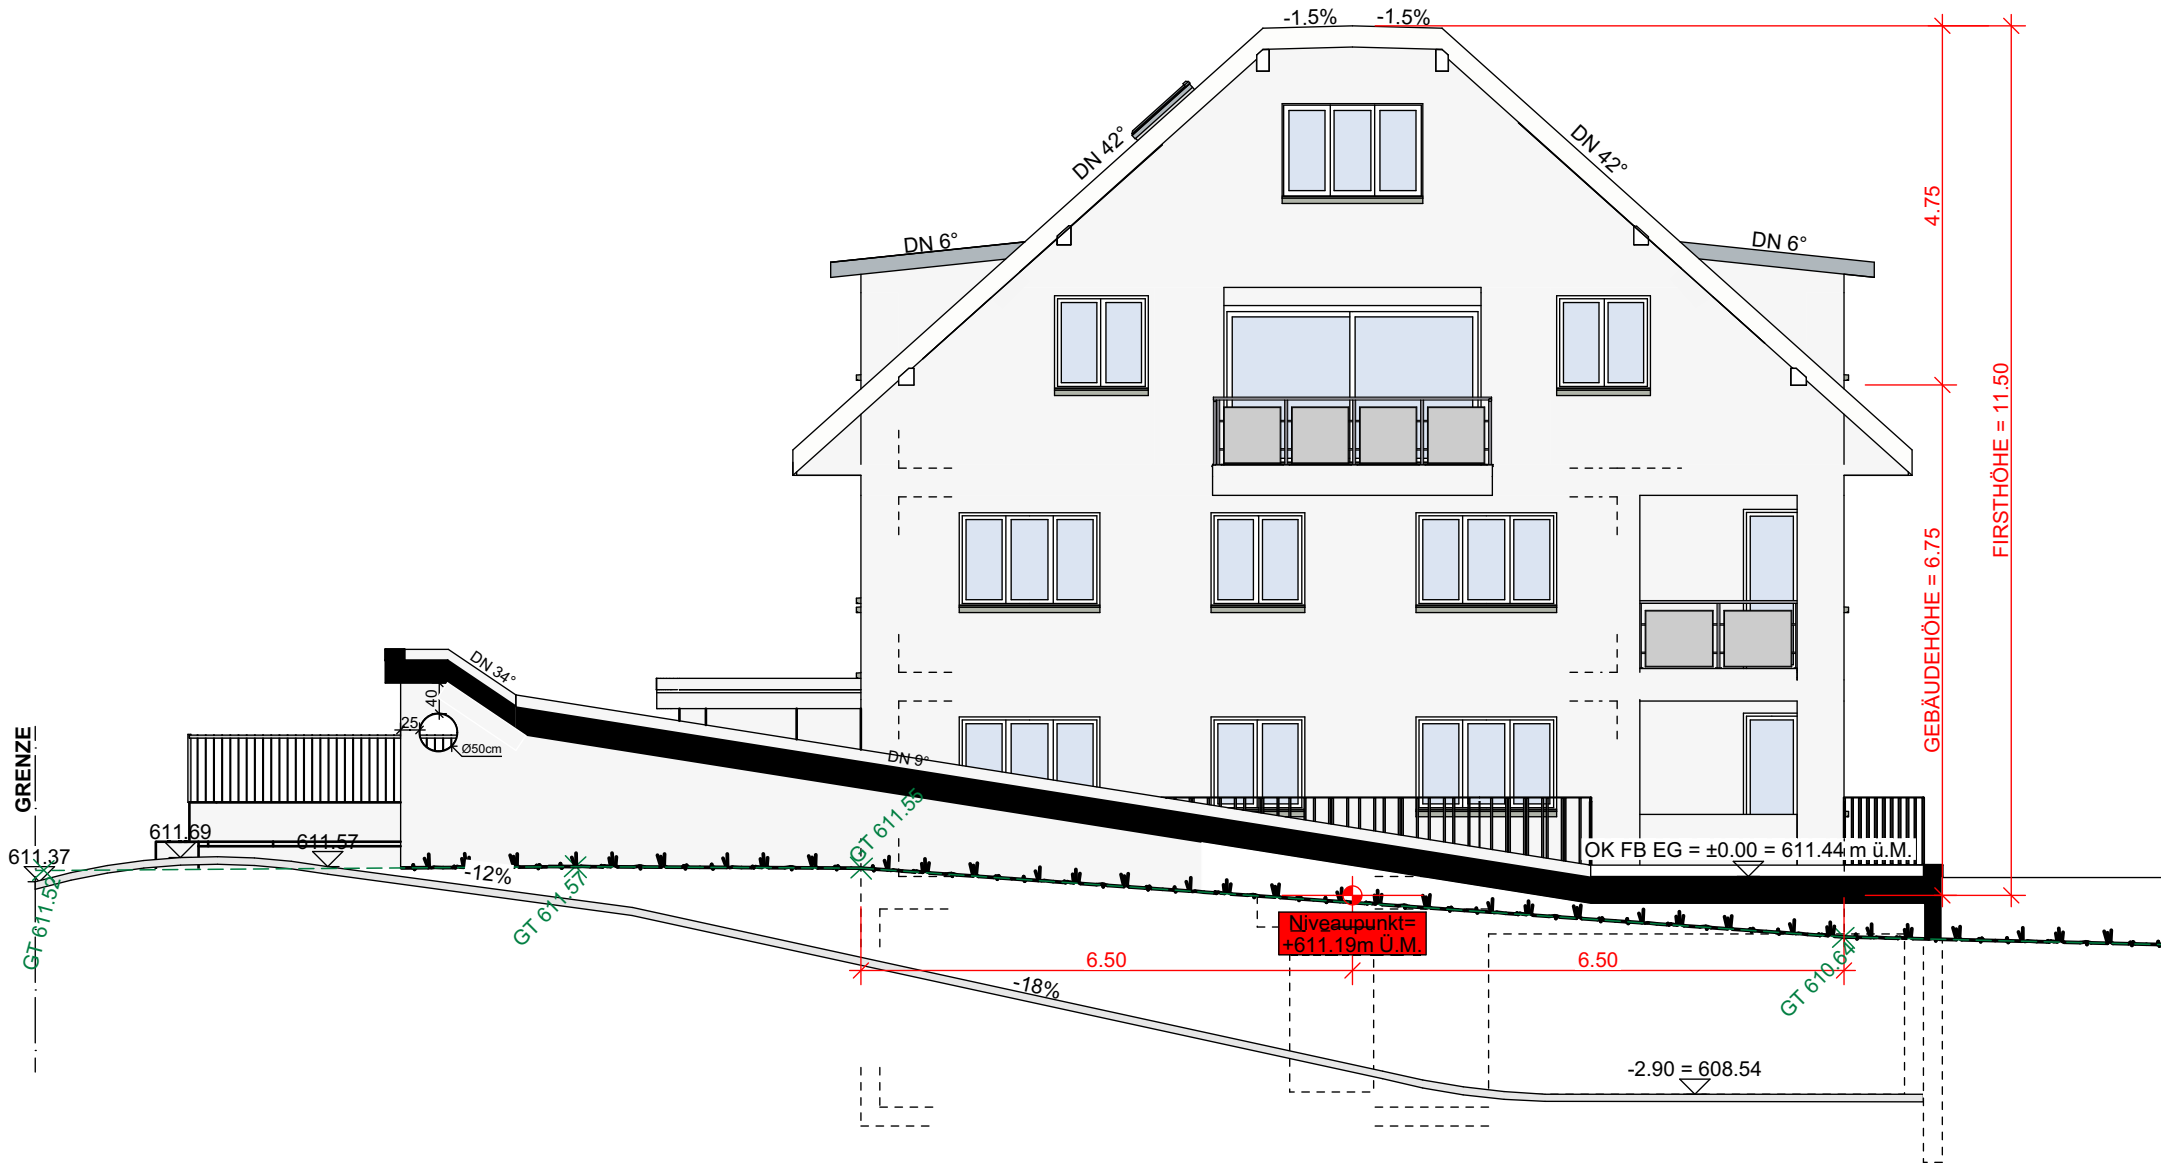 -1.5%
-1.5%
DN 42°
DN 42°
4.75
DN 6°
DN 6°
FIRSTHÖHE = 11.50
GEBÄUDEHÖHE = 6.75
DN 34°
40
25
Ø50cm
GRENZE
DN 9°
GT 611.55
611.69
611.57
611.37
OK FB EG = ±0.00 = 611.44 m ü.M.
-12%
GT 611.52
GT 611.57
Niveaupunkt=
+611.19m Ü.M.
6.50
6.50
GT 610.64
-18%
-2.90 = 608.54